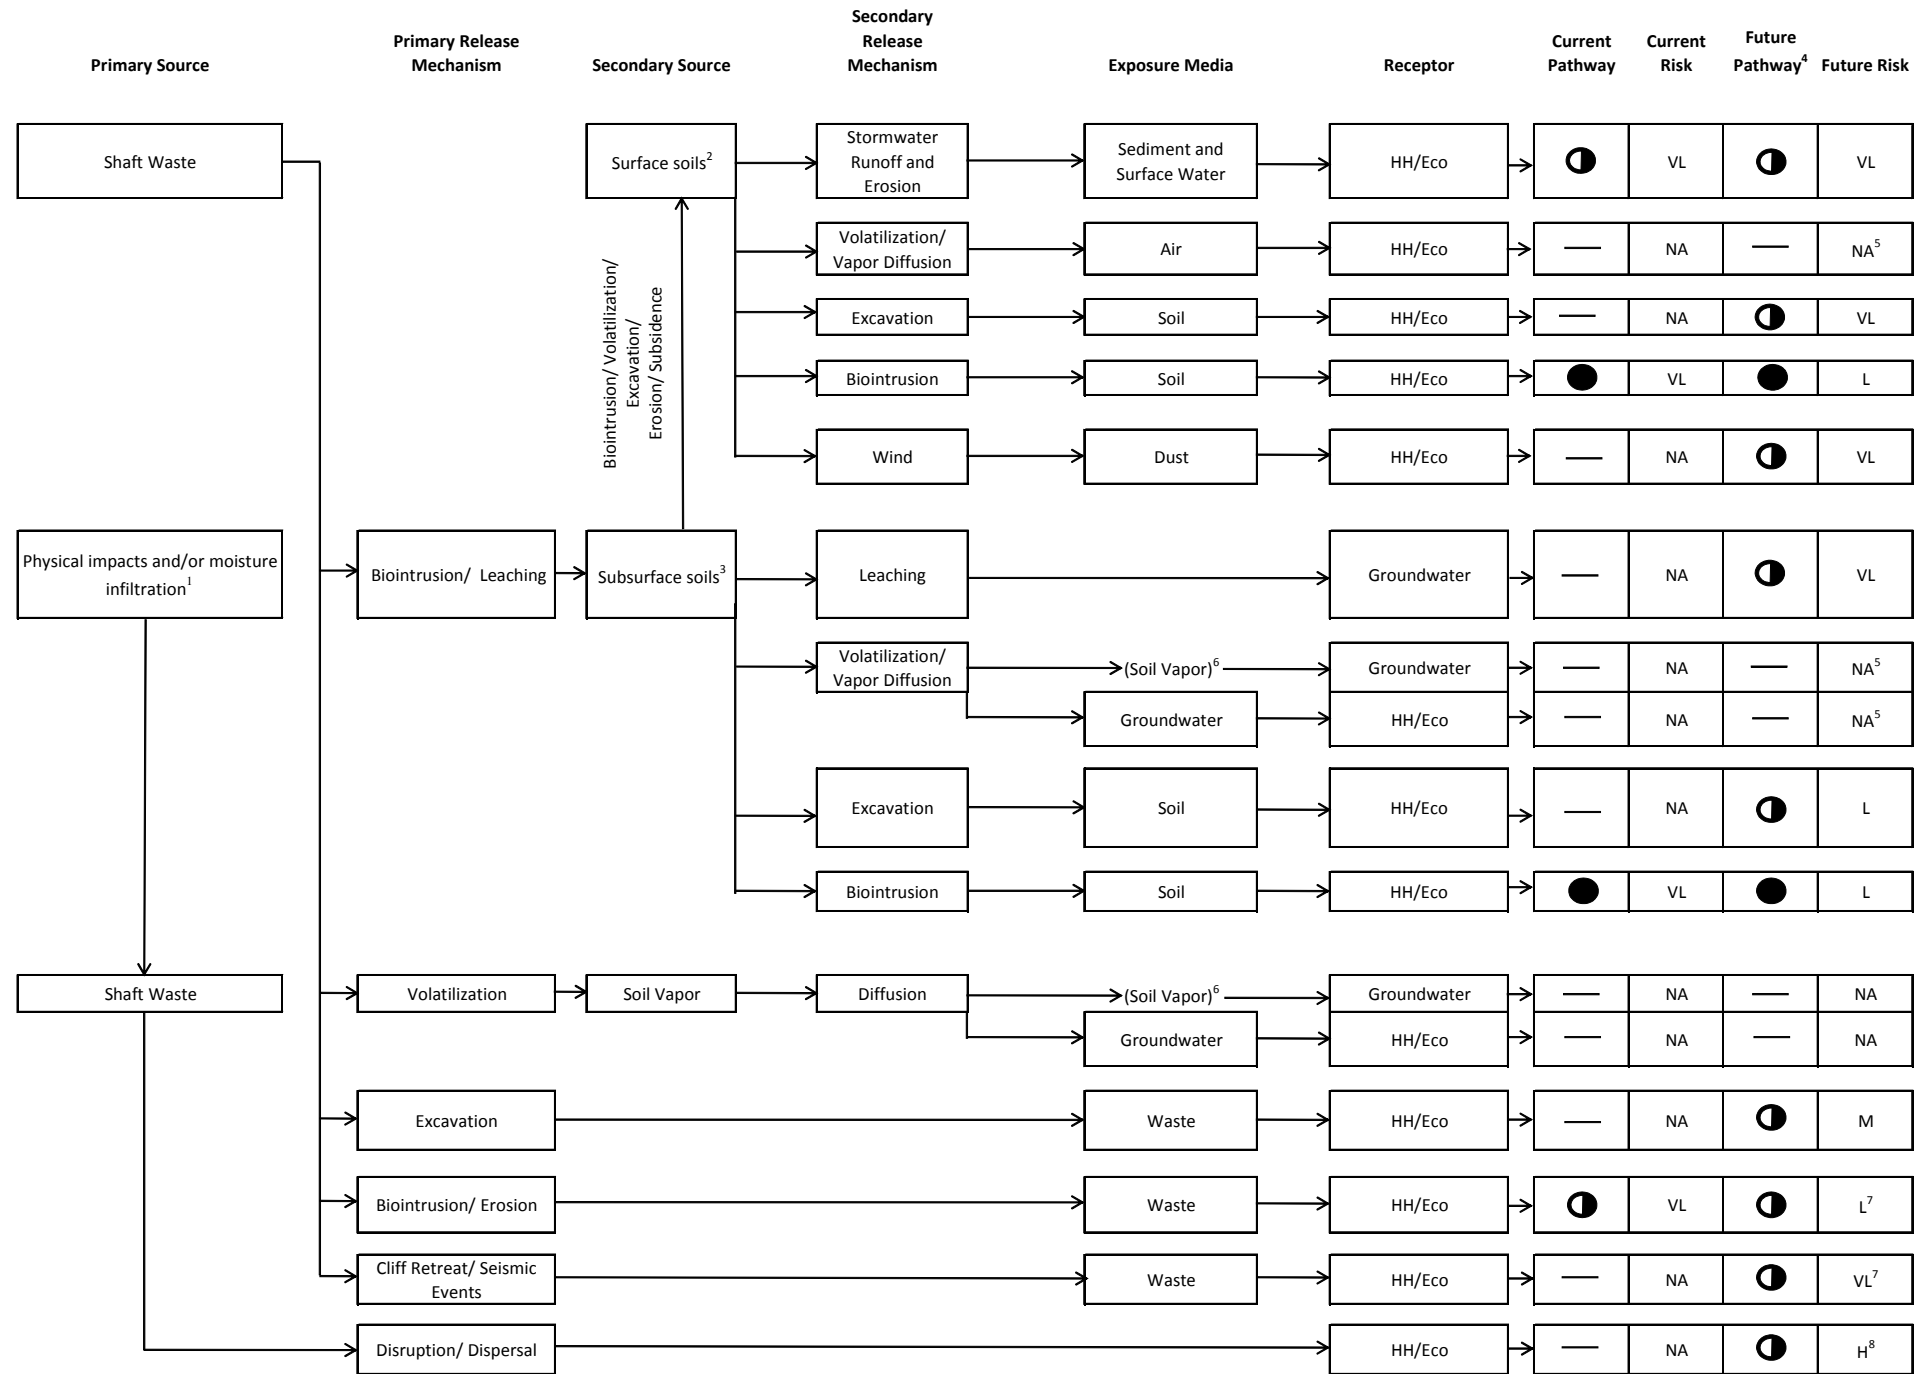 Primary Source
Primary Release
Mechanism
Secondary Source
Secondary
Release
Mechanism
Exposure Media
Receptor
Current
Pathway
Current
Risk
Future
Pathway4
Future Risk
Shaft Waste
Surface soils2
Stormwater
Runoff and
Erosion
Sediment and
Surface Water
HH/Eco
VL
VL
Volatilization/
Vapor Diffusion
Air
HH/Eco
NA
NA5
Excavation
Soil
HH/Eco
NA
VL
Biointrusion
Soil
HH/Eco
VL
L
Wind
Dust
HH/Eco
NA
VL
Biointrusion/ Volatilization/
Excavation/
Erosion/ Subsidence
Physical impacts and/or moisture
infiltration1
Biointrusion/ Leaching
Subsurface soils3
Leaching
Groundwater
NA
VL
Volatilization/
Vapor Diffusion
(Soil Vapor)6
Groundwater
NA
NA5
Groundwater
HH/Eco
NA
NA5
Excavation
Soil
HH/Eco
NA
L
Biointrusion
Soil
HH/Eco
VL
L
Shaft Waste
Volatilization
Soil Vapor
Diffusion
(Soil Vapor)6
Groundwater
NA
NA
Groundwater
HH/Eco
NA
NA
Excavation
Waste
HH/Eco
NA
M
Biointrusion/ Erosion
Waste
HH/Eco
VL
L7
Cliff Retreat/ Seismic
Events
Waste
HH/Eco
NA
VL7
Disruption/ Dispersal
HH/Eco
NA
H8